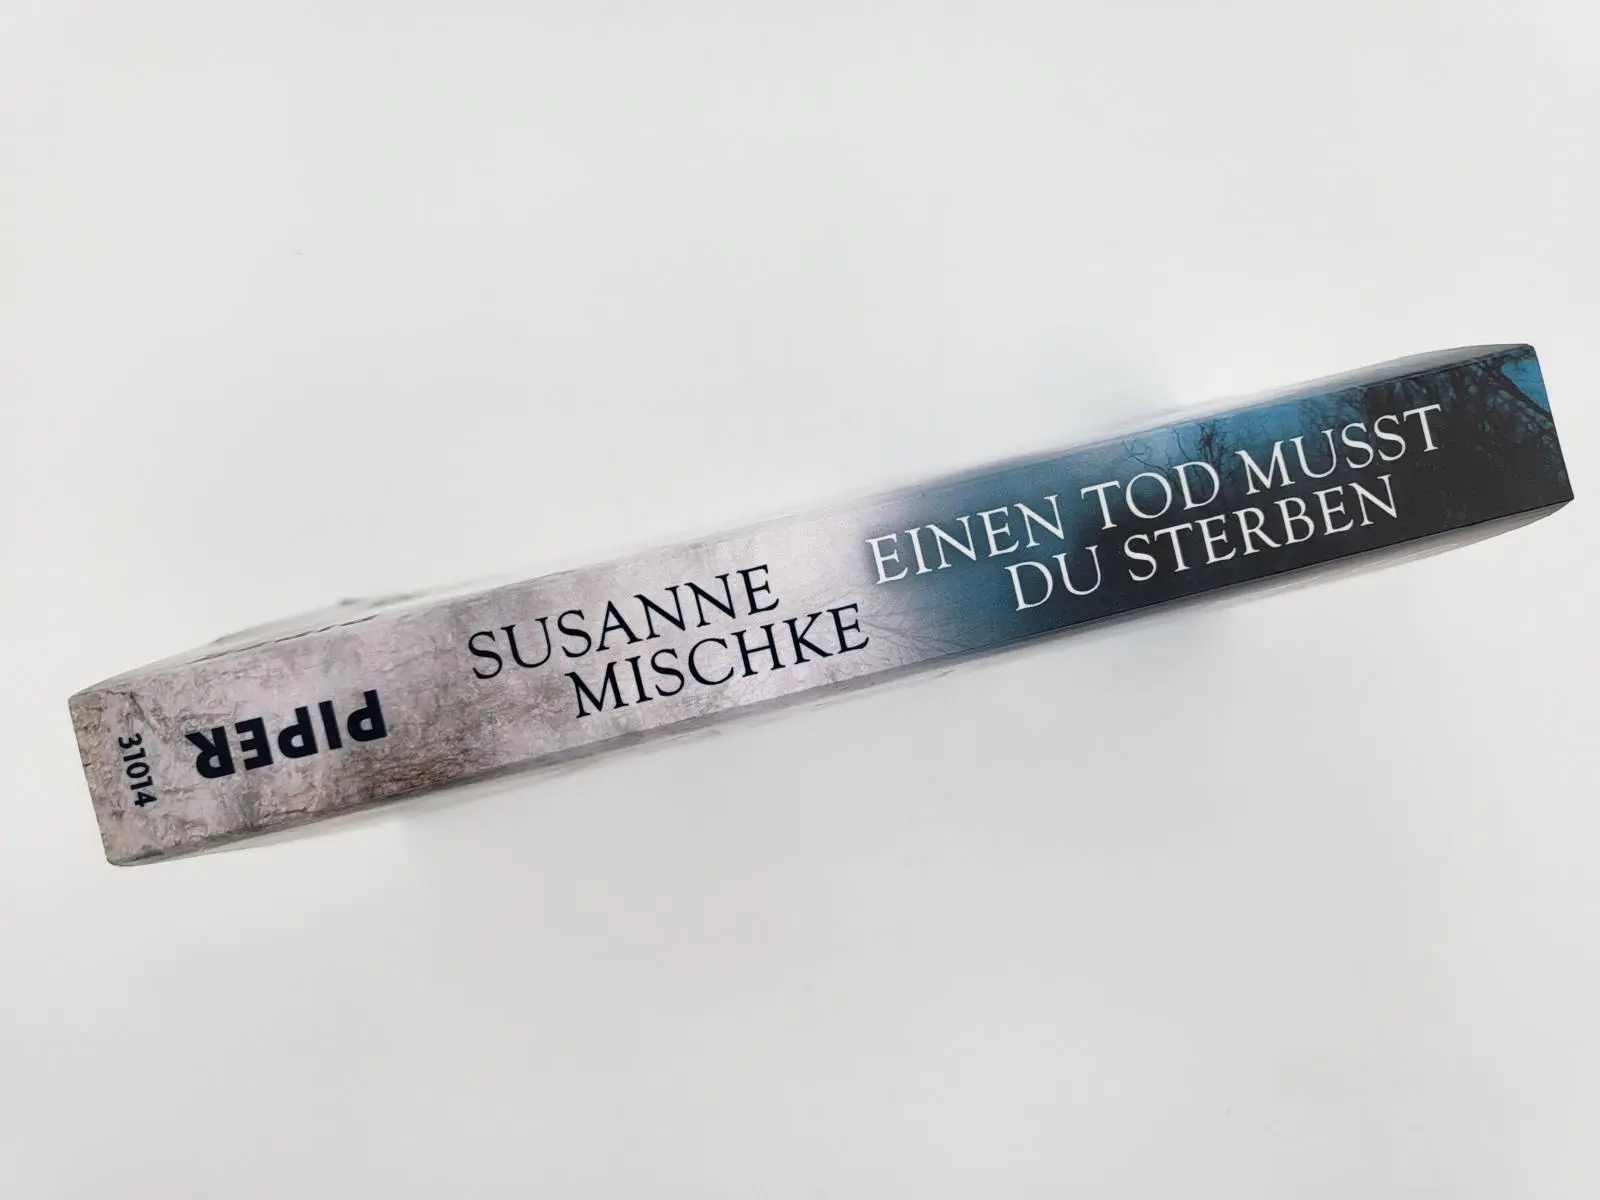 SUSANNE
MISCHKE
EINEN TOD MUSST
DU STERBEN
PIPER
31014